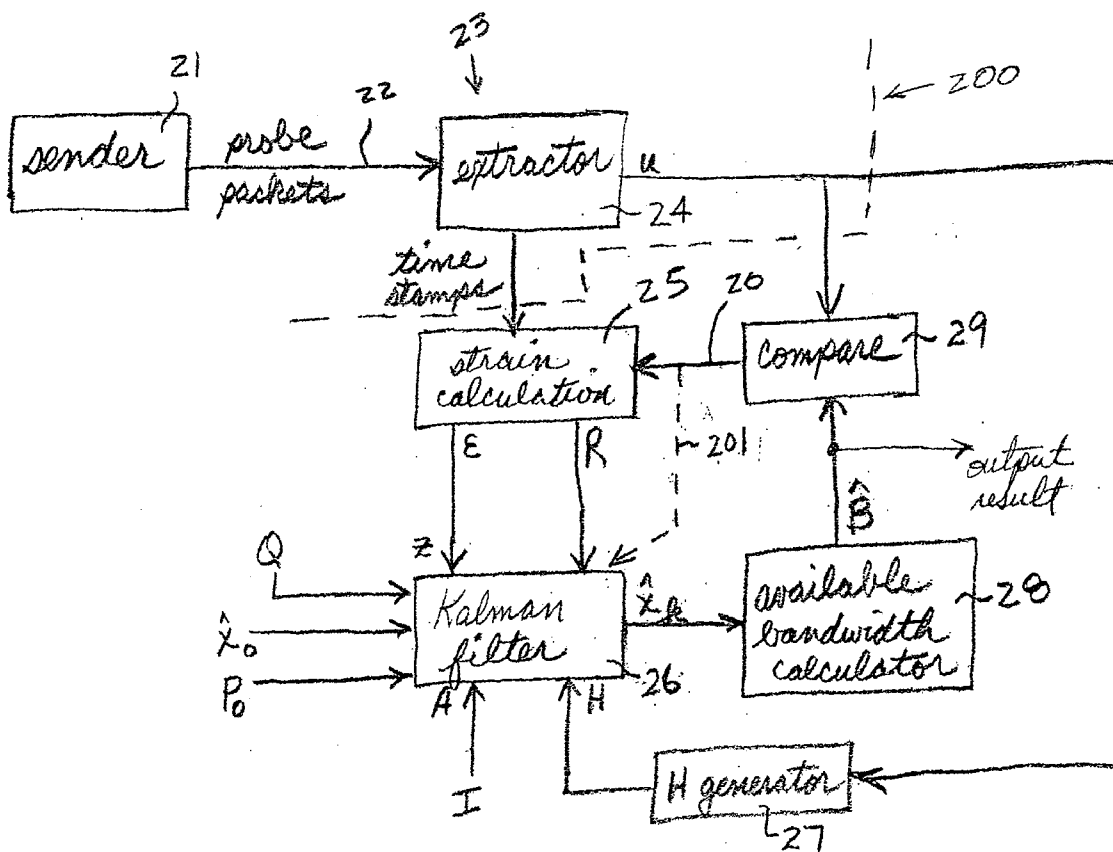 23
21
200
22
sender
probe
packets
extractor
u
24
time
stamps
25
20
strain
calculation
compare
29
201
output
result
ε
R
B̂
Q
z
x̂₀
Kalman
filter
26
x̂k
available
bandwidth
calculator
28
P₀
A
H
I
H generator
27